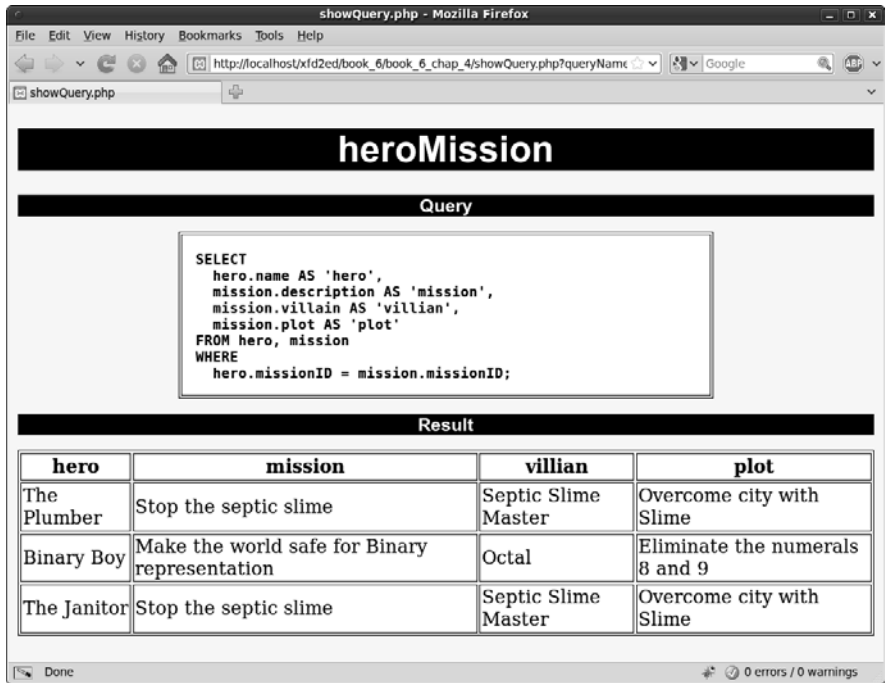 showQuery.php - Mozilla Firefox
File Edit View History Bookmarks Tools Help
http://localhost/xfd2ed/book_6/book_6_chap_4/showQuery.php?queryName
Google
ABP
showQuery.php
heroMission
Query
SELECT
hero.name AS 'hero',
mission.description AS 'mission',
mission.villain AS 'villian',
mission.plot AS 'plot'
FROM hero, mission
WHERE
hero.missionID = mission.missionID;
Result
hero mission villian plot
The Plumber Stop the septic slime Septic Slime Master Overcome city with Slime
Binary Boy Make the world safe for Binary representation Octal Eliminate the numerals 8 and 9
The Janitor Stop the septic slime Septic Slime Master Overcome city with Slime
Done
0 errors / 0 warnings